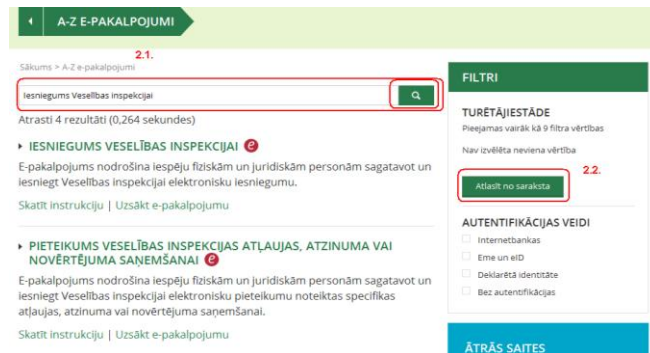 A-Z E-PAKALPOJUMI
2.1.
Sākums > A-Z e-pakalpojumi
Iesniegums Veselības inspekcijai
Atrasti 4 rezultāti (0,264 sekundes)
IESNIEGUMS VESELĪBAS INSPEKCIJAI e
E-pakalpojums nodrošina iespēju fiziskām un juridiskām personām sagatavot un
iesniegt Veselības inspekcijai elektronisku iesniegumu.
Skatīt instrukciju | Uzsākt e-pakalpojumu
PIETEIKUMS VESELĪBAS INSPEKCIJAS ATĻAUJAS, ATZINUMA VAI
NOVĒRTĒJUMA SAŅEMŠANAI e
E-pakalpojums nodrošina iespēju fiziskām un juridiskām personām sagatavot un
iesniegt Veselības inspekcijai elektronisku pieteikumu noteiktas specifikas
atļaujas, atzinuma vai novērtējuma saņemšanai.
Skatīt instrukciju | Uzsākt e-pakalpojumu
FILTRI
TURĒTĀJIESTĀDE
Pieejamas vairāk kā 9 filtra vērtības
Nav izvēlēta neviena vērtība
2.2.
Atlasīt no saraksta
AUTENTIFIKĀCIJAS VEIDI
Internetbankas
Eme un eID
Deklarētā identitāte
Bez autentifikācijas
ĀTRĀS SAITES